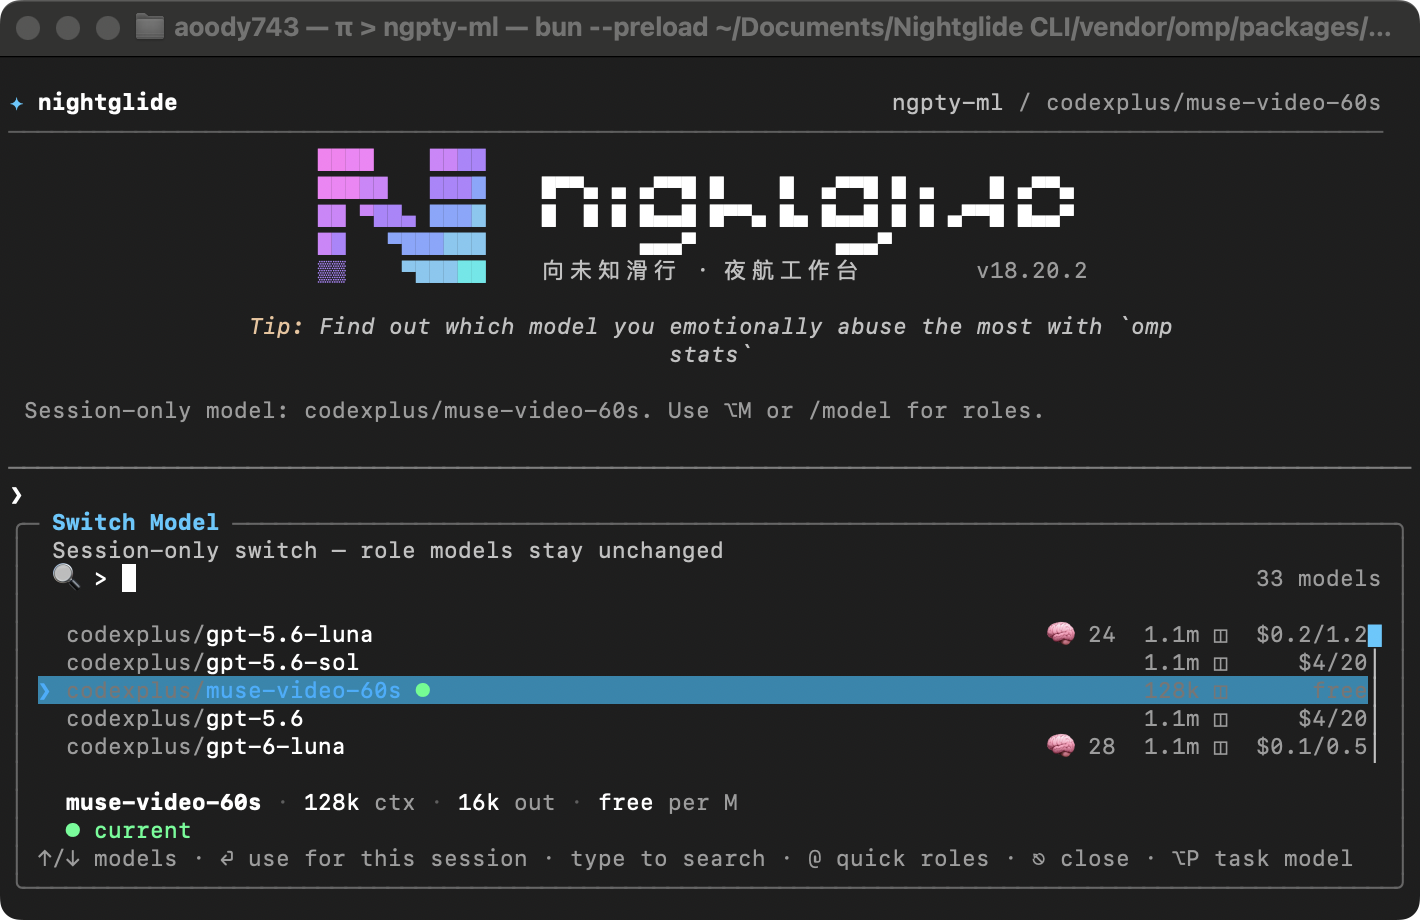 aoody743 — π > ngpty-ml — bun --preload ~/Documents/Nightglide CLI/vendor/omp/packages/...
✦ nightglide
ngpty-ml / codexplus/muse-video-60s
nightglide
向未知滑行 · 夜航工作台
v18.20.2
Tip: Find out which model you emotionally abuse the most with `omp
stats`
Session-only model: codexplus/muse-video-60s. Use ⌥M or /model for roles.
❯
Switch Model
Session-only switch — role models stay unchanged
🔍 >
33 models
codexplus/gpt-5.6-luna 🧠 24 1.1m ◫ $0.2/1.2
codexplus/gpt-5.6-sol 1.1m ◫ $4/20
❯ codexplus/muse-video-60s ● 128k ◫ free
codexplus/gpt-5.6 1.1m ◫ $4/20
codexplus/gpt-6-luna 🧠 28 1.1m ◫ $0.1/0.5
muse-video-60s · 128k ctx · 16k out · free per M
● current
↑/↓ models · ⏎ use for this session · type to search · @ quick roles · ⎋ close · ⌥P task model